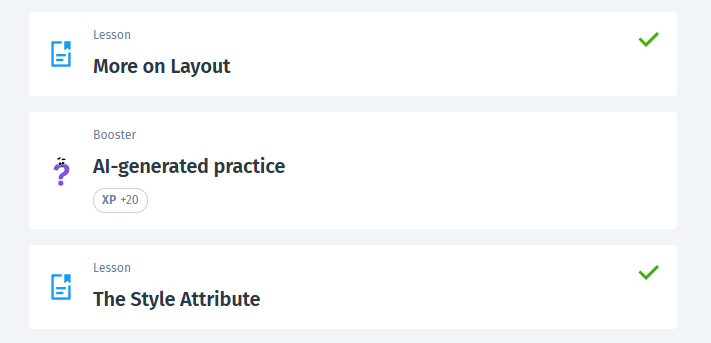 Lesson
More on Layout
Booster
AI-generated practice
XP +20
Lesson
The Style Attribute